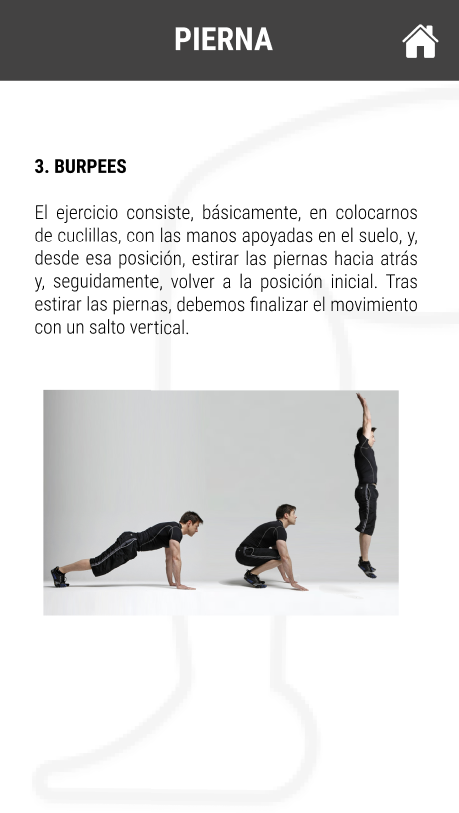 PIERNA
3. BURPEES
El ejercicio consiste, básicamente, en colocarnos
de cuclillas, con las manos apoyadas en el suelo, y,
desde esa posición, estirar las piernas hacia atrás
y, seguidamente, volver a la posición inicial. Tras
estirar las piernas, debemos finalizar el movimiento
con un salto vertical.